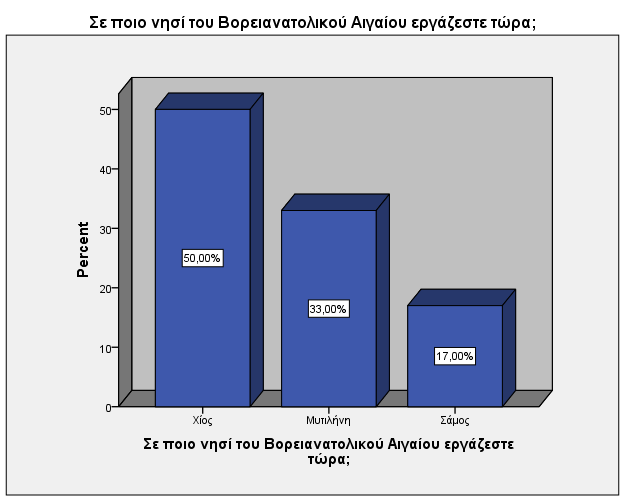 Σε ποιο νησί του Βορειανατολικού Αιγαίου εργάζεστε τώρα;
50
40
30
20
10
0
Percent
50,00%
33,00%
17,00%
Χίος
Μυτιλήνη
Σάμος
Σε ποιο νησί του Βορειανατολικού Αιγαίου εργάζεστε
τώρα;